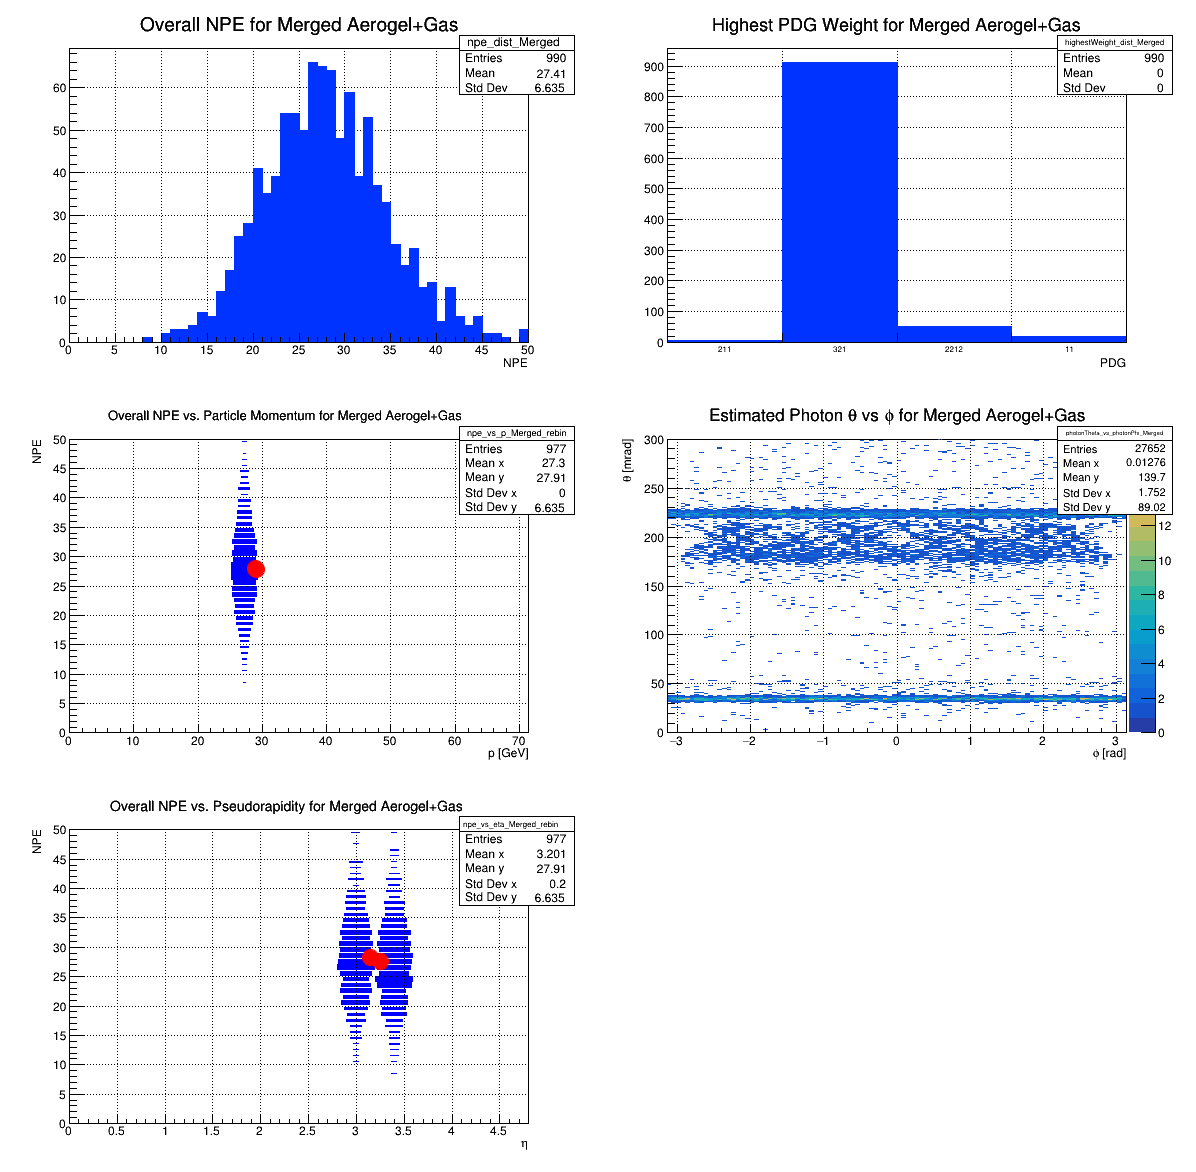 Overall NPE for Merged Aerogel+Gas
npe_dist_Merged
Entries 990
Mean 27.41
Std Dev 6.635
60
50
40
30
20
10
0
0 5 10 15 20 25 30 35 40 45 50
NPE
Highest PDG Weight for Merged Aerogel+Gas
highestWeight_dist_Merged
Entries 990
Mean 0
Std Dev 0
900
800
700
600
500
400
300
200
100
0
211 321 2212 11
PDG
Overall NPE vs. Particle Momentum for Merged Aerogel+Gas
npe_vs_p_Merged_rebin
Entries 977
Mean x 27.3
Mean y 27.91
Std Dev x 0
Std Dev y 6.635
NPE
50
45
40
35
30
25
20
15
10
5
0
0 10 20 30 40 50 60 70
p [GeV]
Estimated Photon θ vs ϕ for Merged Aerogel+Gas
photonTheta_vs_photonPhi_Merged
Entries 27652
Mean x 0.01276
Mean y 139.7
Std Dev x 1.752
Std Dev y 89.02
θ [mrad]
300
250
200
150
100
50
0
−3 −2 −1 0 1 2 3
ϕ [rad]
12
10
8
6
4
2
0
Overall NPE vs. Pseudorapidity for Merged Aerogel+Gas
npe_vs_eta_Merged_rebin
Entries 977
Mean x 3.201
Mean y 27.91
Std Dev x 0.2
Std Dev y 6.635
NPE
50
45
40
35
30
25
20
15
10
5
0
0 0.5 1 1.5 2 2.5 3 3.5 4 4.5
η